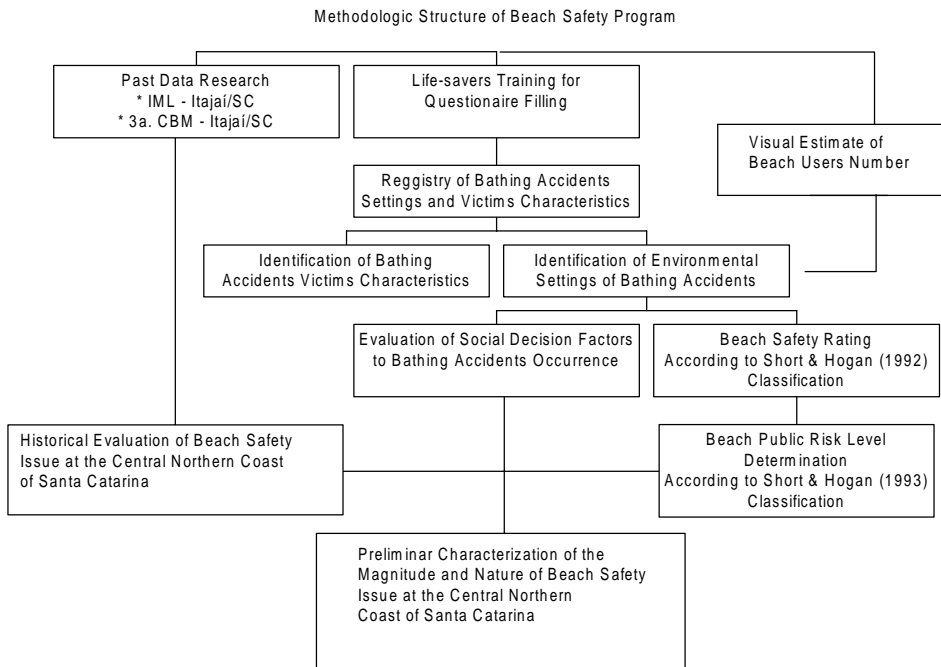 Methodologic Structure of Beach Safety Program
Past Data Research
* IML - Itajaí/SC
* 3a. CBM - Itajaí/SC
Life-savers Training for
Questionaire Filling
Visual Estimate of
Beach Users Number
Reggistry of Bathing Accidents
Settings and Victims Characteristics
Identification of Bathing
Accidents Victims Characteristics
Identification of Environmental
Settings of Bathing Accidents
Evaluation of Social Decision Factors
to Bathing Accidents Occurrence
Beach Safety Rating
According to Short & Hogan (1992)
Classification
Historical Evaluation of Beach Safety
Issue at the Central Northern Coast
of Santa Catarina
Beach Public Risk Level
Determination
According to Short & Hogan (1993)
Classification
Preliminar Characterization of the
Magnitude and Nature of Beach Safety
Issue at the Central Northern
Coast of Santa Catarina